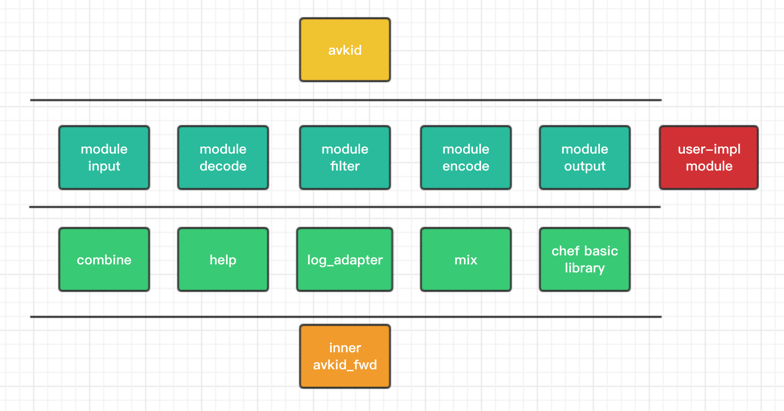 avkid
module
input
module
decode
module
filter
module
encode
module
output
user-impl
module
combine
help
log_adapter
mix
chef basic
library
inner
avkid_fwd